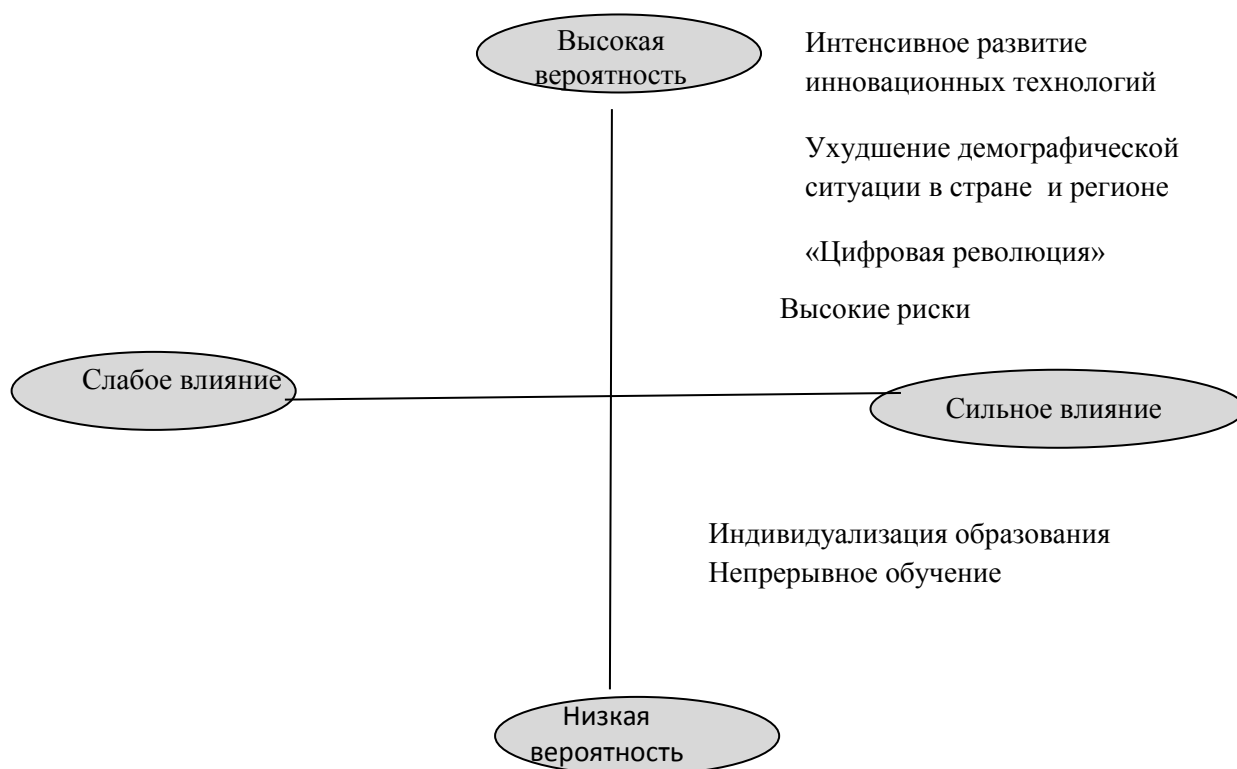 Высокая
вероятность
Интенсивное развитие
инновационных технологий
Ухудшение демографической
ситуации в стране и регионе
«Цифровая революция»
Высокие риски
Слабое влияние
Сильное влияние
Индивидуализация образования
Непрерывное обучение
Низкая
вероятность